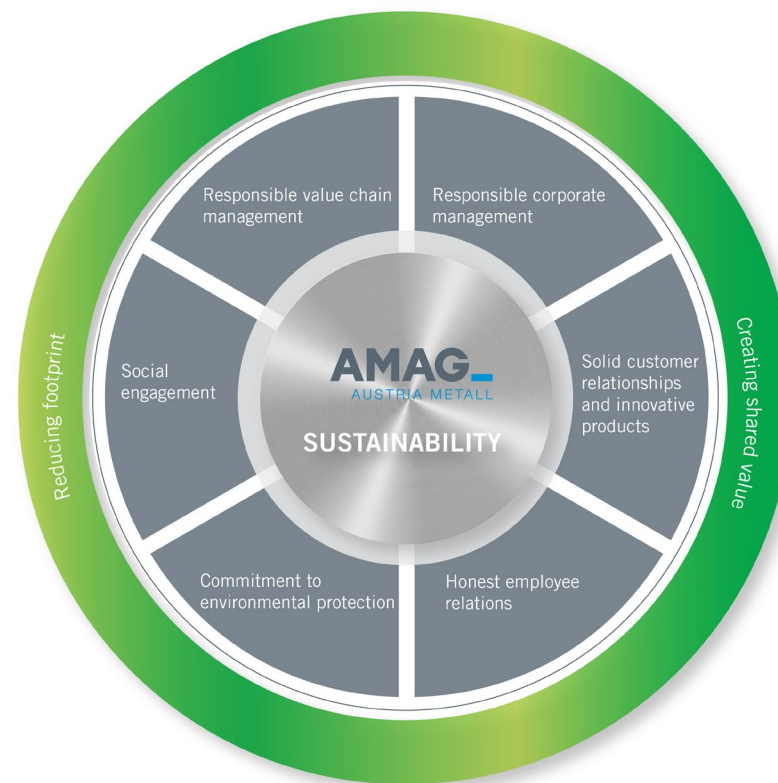 Responsible value chain
management
Responsible corporate
management
Social
engagement
AMAG_
AUSTRIA METALL
SUSTAINABILITY
Solid customer
relationships
and innovative
products
Commitment to
environmental protection
Honest employee
relations
Reducing footprint
Creating shared value